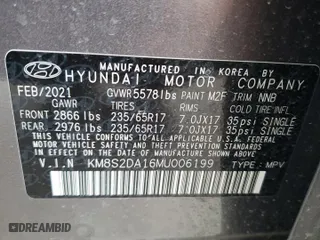 MANUFACTURED IN KOREA
HYUNDAI MOTOR COMPANY
FEB/2021 GVWR 5578 lbs PAINT M2F TRIM NNB
GAWR TIRES RIMS COLD TIRE INFL.
FRONT 2866 lbs 235/65R17 7.0JX17 35psi SINGLE
REAR 2976 lbs 235/65R17 7.0JX17 35psi SINGLE
THIS VEHICLE CONFORMS TO ALL APPLICABLE U.S.A. FEDERAL
MOTOR VEHICLE SAFETY AND THEFT PREVENTION STANDARDS
IN EFFECT ON THE DATE OF MANUFACTURE SHOWN ABOVE
V.I.N KM8S2DA16MU006199 TYPE: MPV
© DREAMBID dreambid.com